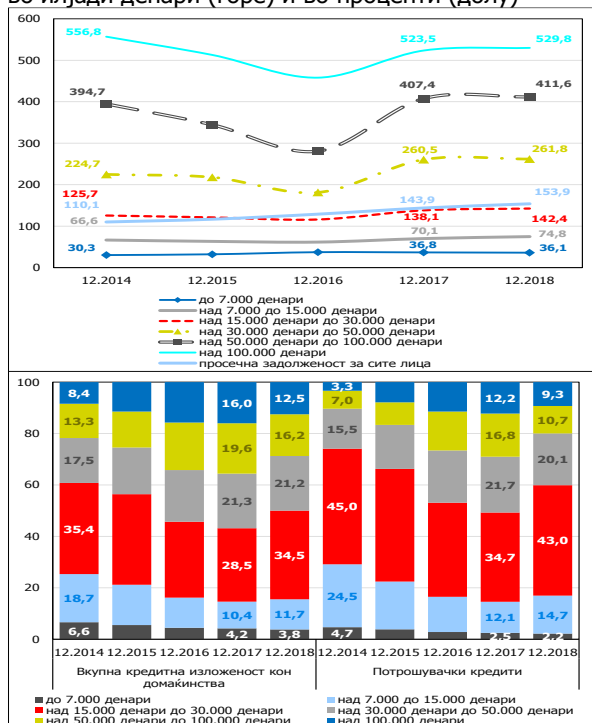 во илјади денари (горе) и во проценти (долу)
600
500
400
300
200
100
0
556,8
523,5
529,8
394,7
407,4
411,6
224,7
260,5
261,8
125,7
110,1
143,9
153,9
138,1
142,4
66,6
70,1
74,8
30,3
36,8
36,1
12.2014 12.2015 12.2016 12.2017 12.2018
до 7.000 денари
над 7.000 до 15.000 денари
над 15.000 денари до 30.000 денари
над 30.000 денари до 50.000 денари
над 50.000 денари до 100.000 денари
над 100.000 денари
просечна задолженост за сите лица
100
80
60
40
20
0
8,4 16,0 12,5 3,3 12,2 9,3
13,3 19,6 16,2 7,0 16,8 10,7
17,5 21,3 21,2 15,5 21,7 20,1
35,4 28,5 34,5 45,0 34,7 43,0
18,7 10,4 11,7 24,5 12,1 14,7
6,6 4,2 3,8 4,7 2,5 2,2
12.2014 12.2015 12.2016 12.2017 12.2018 12.2014 12.2015 12.2016 12.2017 12.2018
Вкупна кредитна изложеност кон домаќинства
Потрошувачки кредити
до 7.000 денари
над 7.000 до 15.000 денари
над 15.000 денари до 30.000 денари
над 30.000 денари до 50.000 денари
над 50.000 денари до 100.000 денари
над 100.000 денари